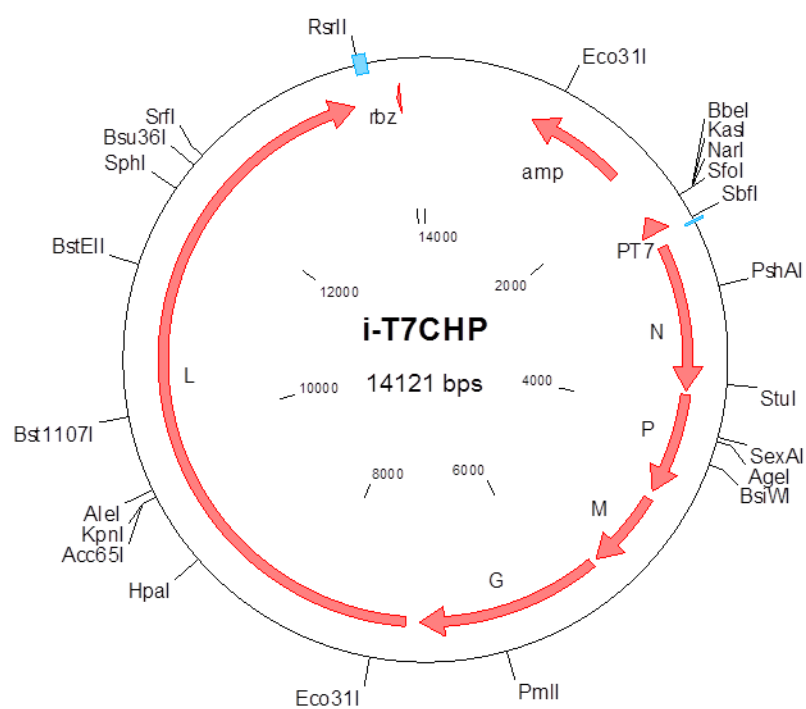 RsrII
Eco31I
rbz
amp
SrfI
Bsu36I
SphI
BbeI
KasI
NarI
SfoI
SbfI
BstEII
14000
2000
12000
PT7
PshAI
i-T7CHP
14121 bps
N
L
10000
4000
StuI
Bst1107I
P
SexAI
AgeI
BsiWI
8000
6000
AleI
KpnI
Acc65I
M
HpaI
G
Eco31I
PmlI